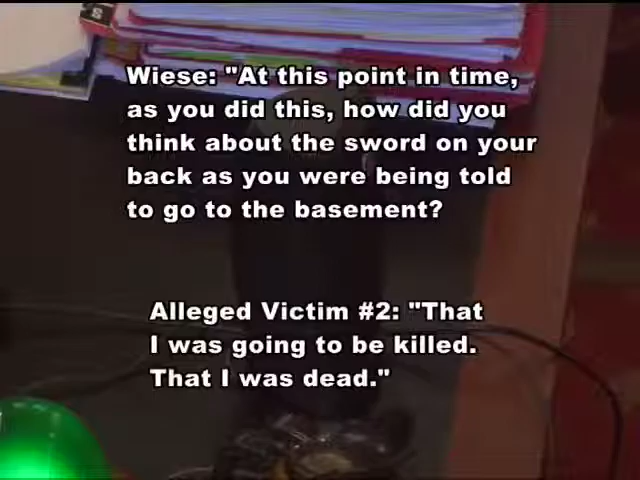 S
Wiese: "At this point in time,
as you did this, how did you
think about the sword on your
back as you were being told
to go to the basement?
Alleged Victim #2: "That
I was going to be killed.
That I was dead."